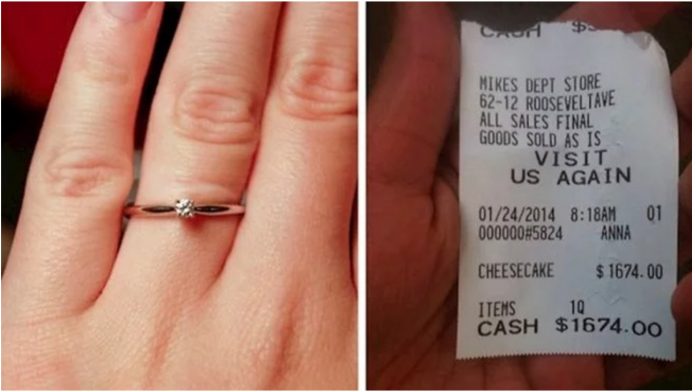 CASH $
MIKES DEPT STORE
62-12 ROOSEVELTAVE
ALL SALES FINAL
GOODS SOLD AS IS
VISIT
US AGAIN
01/24/2014 8:18AM 01
000000#5824 ANNA
CHEESECAKE $1674.00
ITEMS 1Q
CASH $1674.00